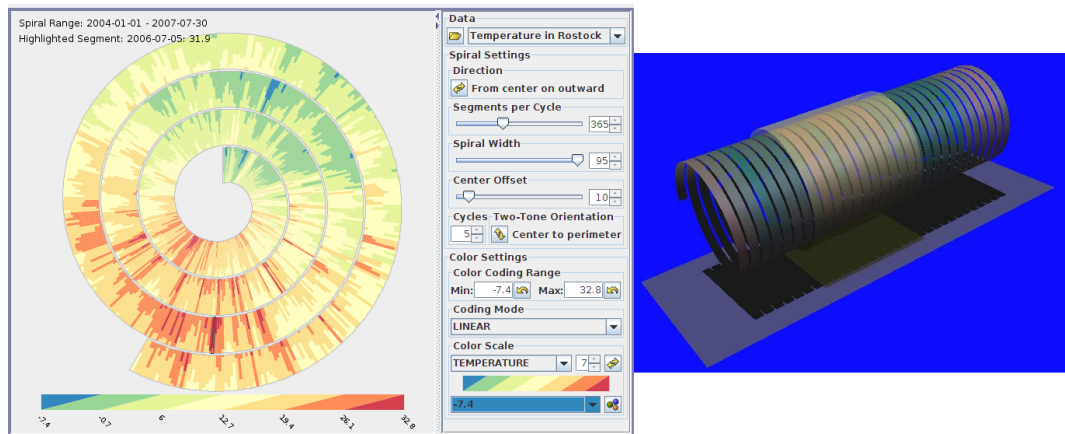 Spiral Range: 2004-01-01 - 2007-07-30
Highlighted Segment: 2006-07-05: 31.9
-7.4
-0.7
6
12.7
19.4
26.1
32.8
Data
Temperature in Rostock
Spiral Settings
Direction
From center on outward
Segments per Cycle
365
Spiral Width
95
Center Offset
10
Cycles Two-Tone Orientation
5 Center to perimeter
Color Settings
Color Coding Range
Min: -7.4 Max: 32.8
Coding Mode
LINEAR
Color Scale
TEMPERATURE 7
-7.4